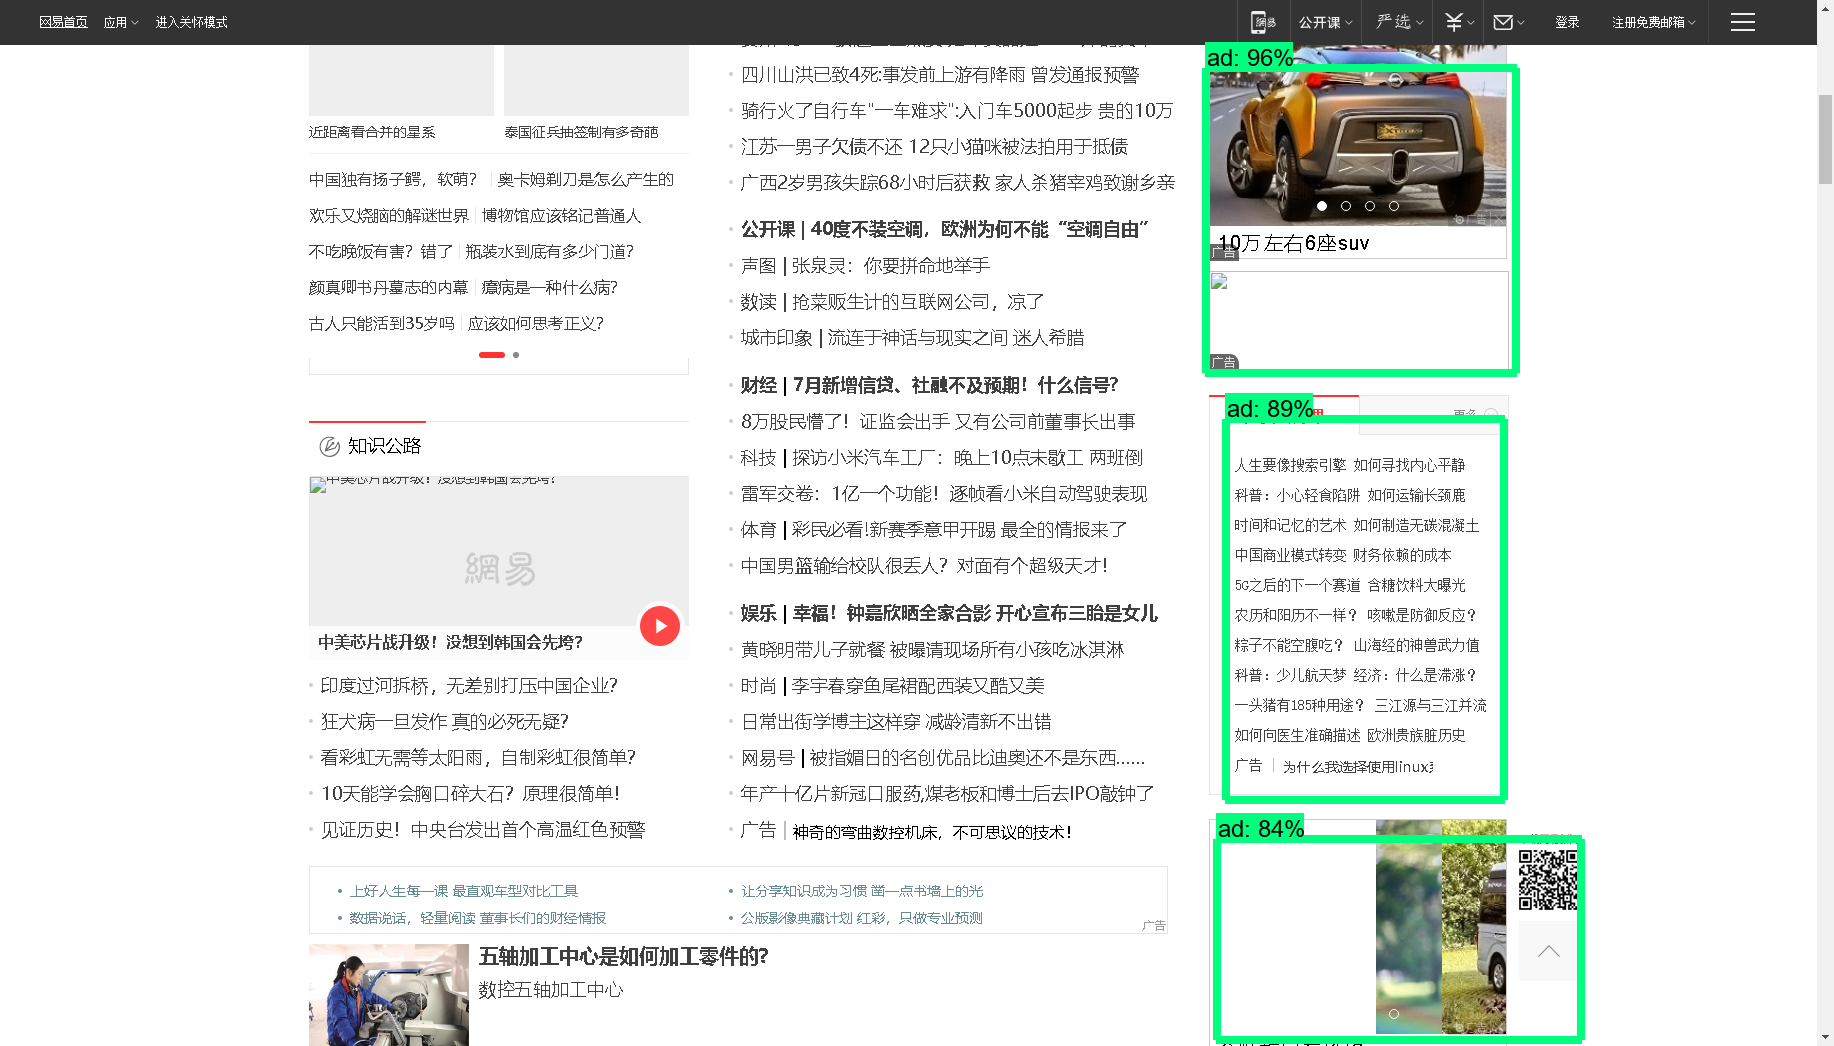 网易首页 应用 进入关怀模式 網易 公开课 严选 登录 注册免费邮箱
近距离看合并的星系 泰国征兵抽签制有多奇葩
中国独有扬子鳄，软萌？ 奥卡姆剃刀是怎么产生的
欢乐又烧脑的解谜世界 博物馆应该铭记普通人
不吃晚饭有害？错了 瓶装水到底有多少门道？
颜真卿书丹墓志的内幕 癔病是一种什么病？
古人只能活到35岁吗 应该如何思考正义？
知识公路
中美芯片战升级！没想到韩国会先垮？
網易
中美芯片战升级！没想到韩国会先垮？
印度过河拆桥，无差别打压中国企业？
狂犬病一旦发作 真的必死无疑？
看彩虹无需等太阳雨，自制彩虹很简单？
10天能学会胸口碎大石？原理很简单！
见证历史！中央台发出首个高温红色预警
四川山洪已致4死:事发前上游有降雨 曾发通报预警
骑行火了自行车"一车难求":入门车5000起步 贵的10万
江苏一男子欠债不还 12只小猫咪被法拍用于抵债
广西2岁男孩失踪68小时后获救 家人杀猪宰鸡致谢乡亲
公开课 | 40度不装空调，欧洲为何不能“空调自由”
声图 | 张泉灵：你要拼命地举手
数读 | 抢菜贩生计的互联网公司，凉了
城市印象 | 流连于神话与现实之间 迷人希腊
财经 | 7月新增信贷、社融不及预期！什么信号?
8万股民懵了！证监会出手 又有公司前董事长出事
科技 | 探访小米汽车工厂：晚上10点未歇工 两班倒
雷军交卷：1亿一个功能！逐帧看小米自动驾驶表现
体育 | 彩民必看!新赛季意甲开踢 最全的情报来了
中国男篮输给校队很丢人？对面有个超级天才!
娱乐 | 幸福！钟嘉欣晒全家合影 开心宣布三胎是女儿
黄晓明带儿子就餐 被曝请现场所有小孩吃冰淇淋
时尚 | 李宇春穿鱼尾裙配西装又酷又美
日常出街学博主这样穿 减龄清新不出错
网易号 | 被指媚日的名创优品比迪奥还不是东西......
年产十亿片新冠口服药,煤老板和博士后去IPO敲钟了
广告 | 神奇的弯曲数控机床，不可思议的技术！
上好人生每一课 最直观车型对比工具
让分享知识成为习惯 凿一点书墙上的光
数据说话，轻量阅读 董事长们的财经情报
公版影像典藏计划 红彩，只做专业预测
广告
五轴加工中心是如何加工零件的?
数控五轴加工中心
ad: 96%
广告
10万左右6座suv
广告
广告
ad: 89%
更多
人生要像搜索引擎 如何寻找内心平静
科普：小心轻食陷阱 如何运输长颈鹿
时间和记忆的艺术 如何制造无碳混凝土
中国商业模式转变 财务依赖的成本
5G之后的下一个赛道 含糖饮料大曝光
农历和阳历不一样？ 咳嗽是防御反应？
粽子不能空腹吃？ 山海经的神兽武力值
科普：少儿航天梦 经济：什么是滞涨？
一头猪有185种用途？ 三江源与三江并流
如何向医生准确描述 欧洲贵族脏历史
广告 为什么我选择使用linux
ad: 84%
广告